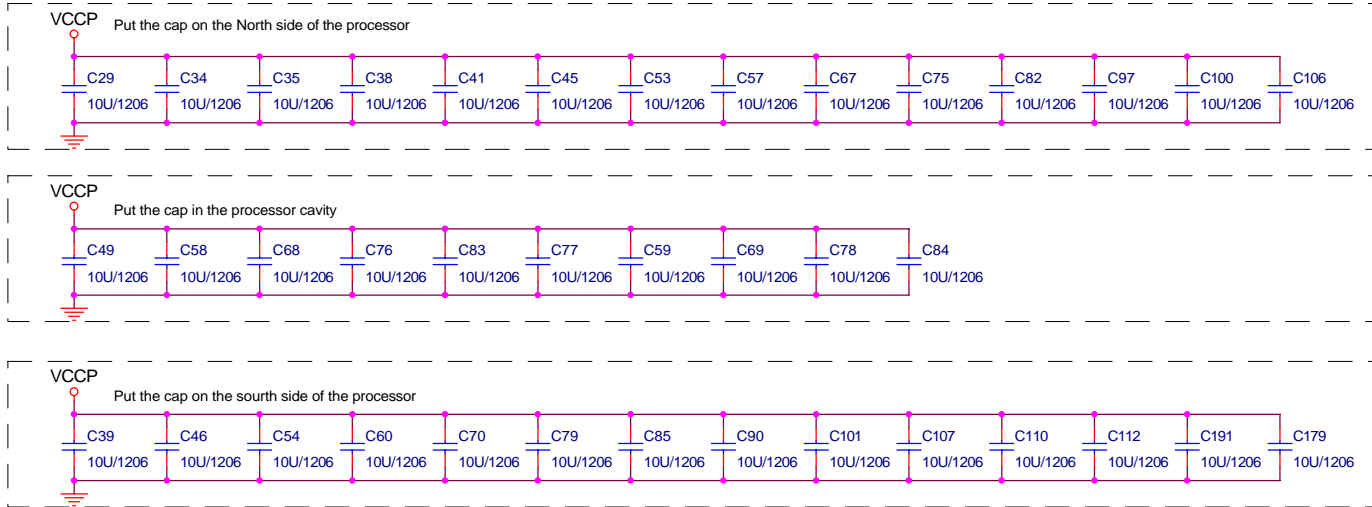 VCCP
Put the cap on the North side of the processor
C29 C34 C35 C38 C41 C45 C53 C57 C67 C75 C82 C97 C100 C106
10U/1206 10U/1206 10U/1206 10U/1206 10U/1206 10U/1206 10U/1206 10U/1206 10U/1206 10U/1206 10U/1206 10U/1206 10U/1206 10U/1206
VCCP
Put the cap in the processor cavity
C49 C58 C68 C76 C83 C77 C59 C69 C78 C84
10U/1206 10U/1206 10U/1206 10U/1206 10U/1206 10U/1206 10U/1206 10U/1206 10U/1206 10U/1206
VCCP
Put the cap on the sourth side of the processor
C39 C46 C54 C60 C70 C79 C85 C90 C101 C107 C110 C112 C191 C179
10U/1206 10U/1206 10U/1206 10U/1206 10U/1206 10U/1206 10U/1206 10U/1206 10U/1206 10U/1206 10U/1206 10U/1206 10U/1206 10U/1206